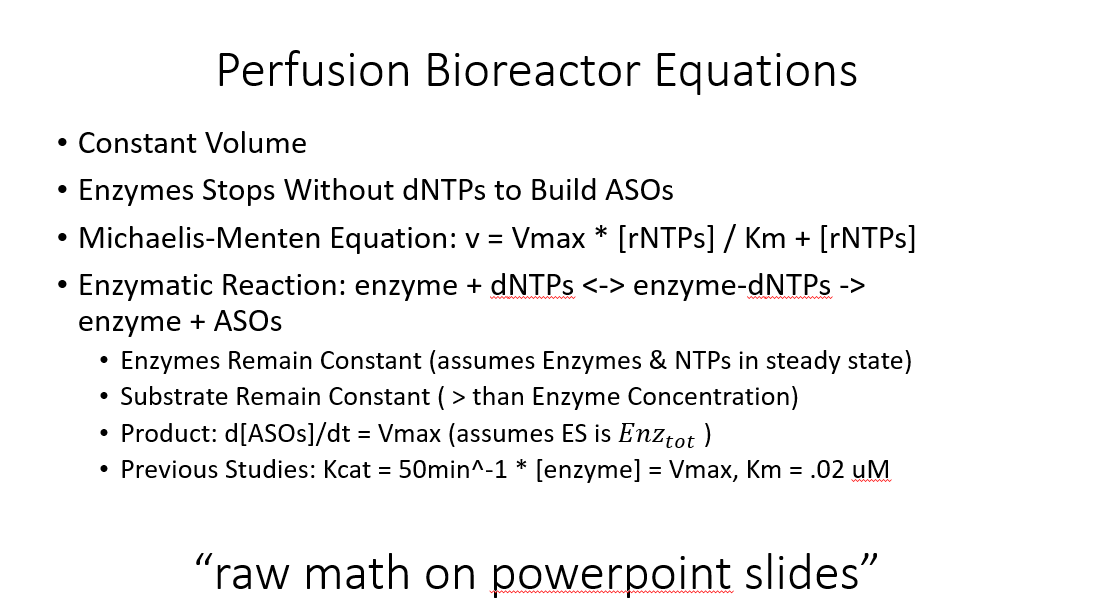 Perfusion Bioreactor Equations
• Constant Volume
• Enzymes Stops Without dNTPs to Build ASOs
• Michaelis-Menten Equation: v = Vmax * [rNTPs] / Km + [rNTPs]
• Enzymatic Reaction: enzyme + dNTPs <-> enzyme-dNTPs ->
enzyme + ASOs
• Enzymes Remain Constant (assumes Enzymes & NTPs in steady state)
• Substrate Remain Constant ( > than Enzyme Concentration)
• Product: d[ASOs]/dt = Vmax (assumes ES is Enz_tot )
• Previous Studies: Kcat = 50min^-1 * [enzyme] = Vmax, Km = .02 uM
“raw math on powerpoint slides”